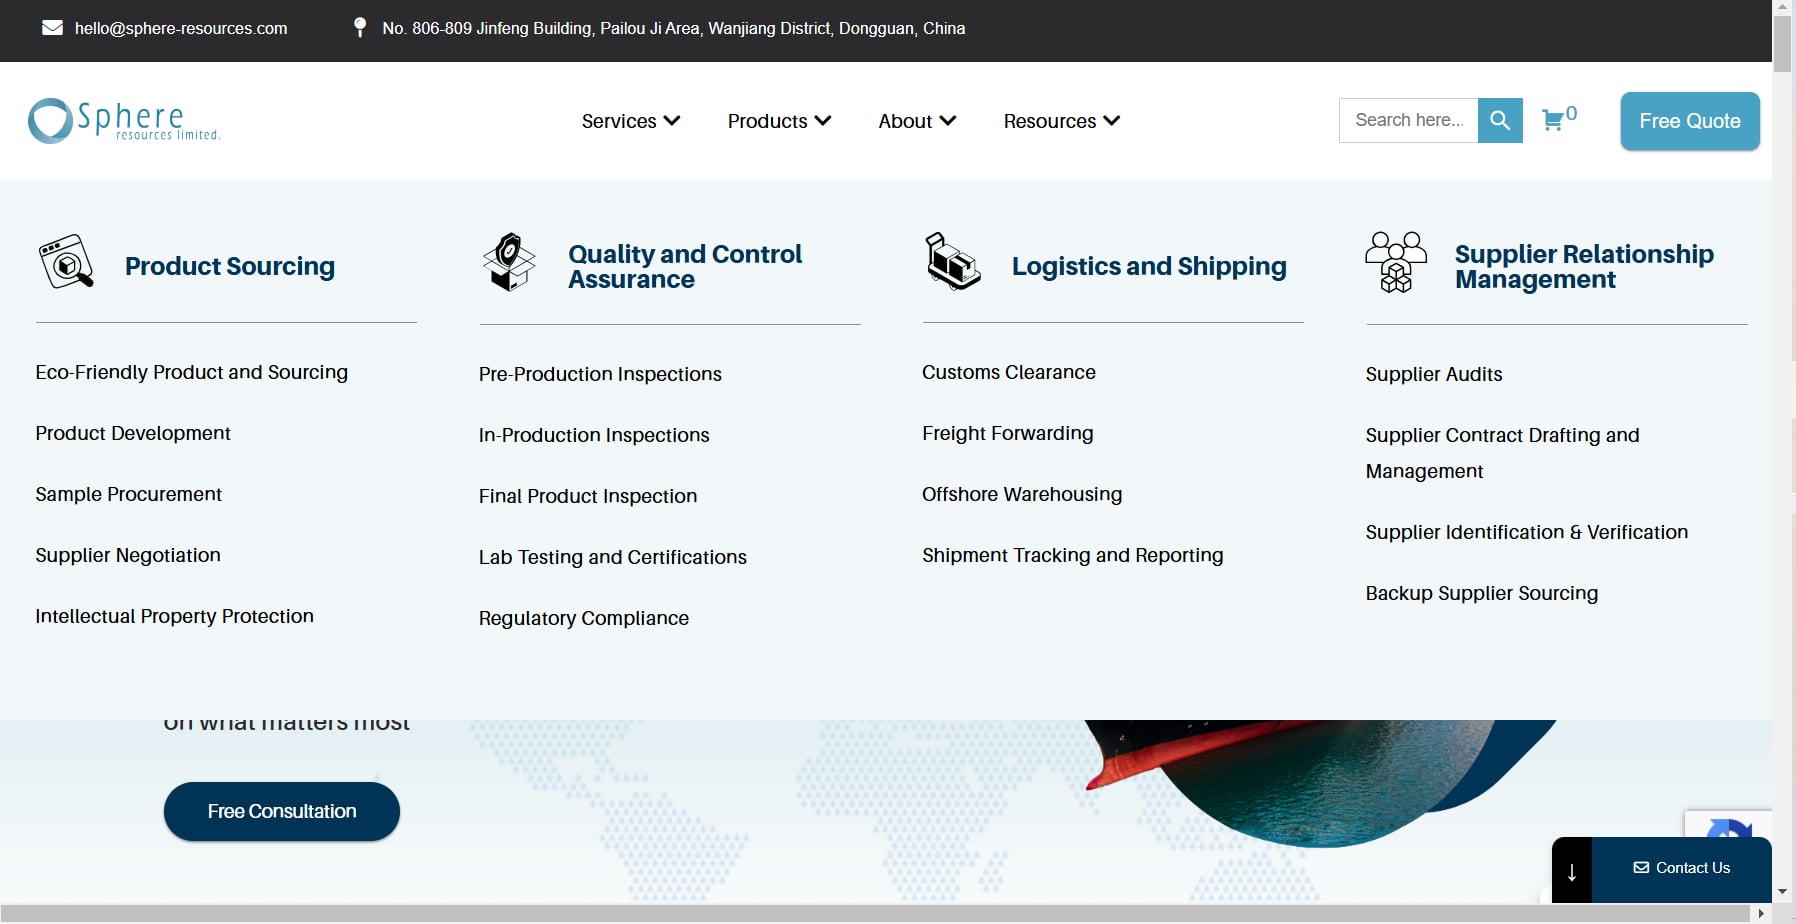 hello@sphere-resources.com
No. 806-809 Jinfeng Building, Pailou Ji Area, Wanjiang District, Dongguan, China
Sphere
resources limited.
Services
Products
About
Resources
Search here...
0
Free Quote
Product Sourcing
Eco-Friendly Product and Sourcing
Product Development
Sample Procurement
Supplier Negotiation
Intellectual Property Protection
Quality and Control
Assurance
Pre-Production Inspections
In-Production Inspections
Final Product Inspection
Lab Testing and Certifications
Regulatory Compliance
Logistics and Shipping
Customs Clearance
Freight Forwarding
Offshore Warehousing
Shipment Tracking and Reporting
Supplier Relationship
Management
Supplier Audits
Supplier Contract Drafting and
Management
Supplier Identification & Verification
Backup Supplier Sourcing
on what matters most
Free Consultation
↓
Contact Us